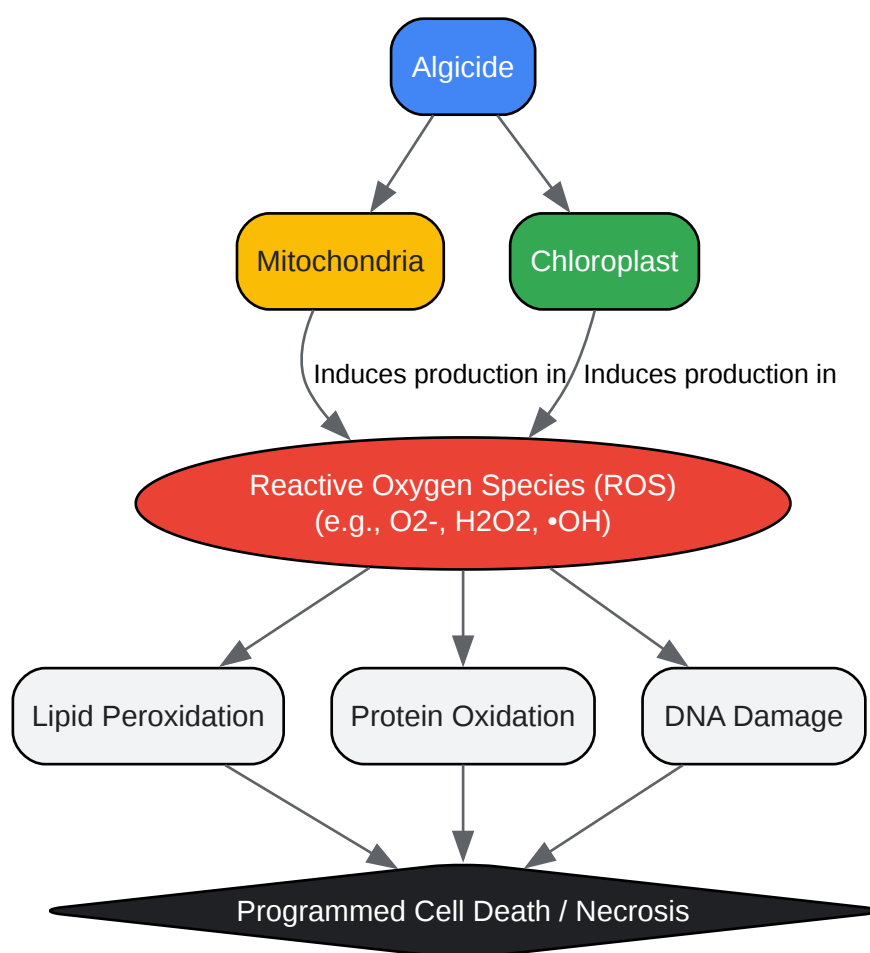 Algicide
Mitochondria
Chloroplast
Induces production in
Induces production in
Reactive Oxygen Species (ROS)
(e.g., O2-, H2O2, •OH)
Lipid Peroxidation
Protein Oxidation
DNA Damage
Programmed Cell Death / Necrosis